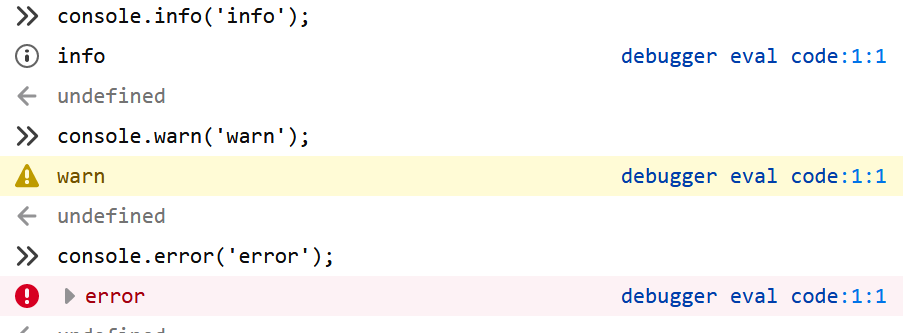 console.info('info');
info debugger eval code:1:1
undefined
console.warn('warn');
warn debugger eval code:1:1
undefined
console.error('error');
error debugger eval code:1:1
undefined